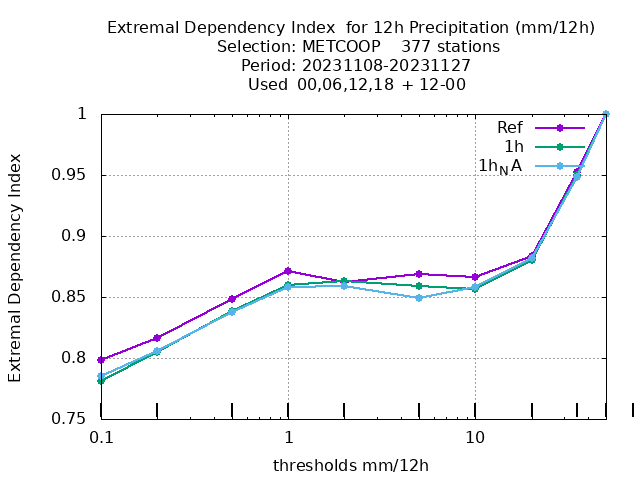 Extremal Dependency Index  for 12h Precipitation (mm/12h)
Selection: METCOOP    377 stations
Period: 20231108-20231127
Used  00,06,12,18  + 12-00
Extremal Dependency Index
1
0.95
0.9
0.85
0.8
0.75
Ref
1h
1h_NA
0.1
1
10
thresholds mm/12h